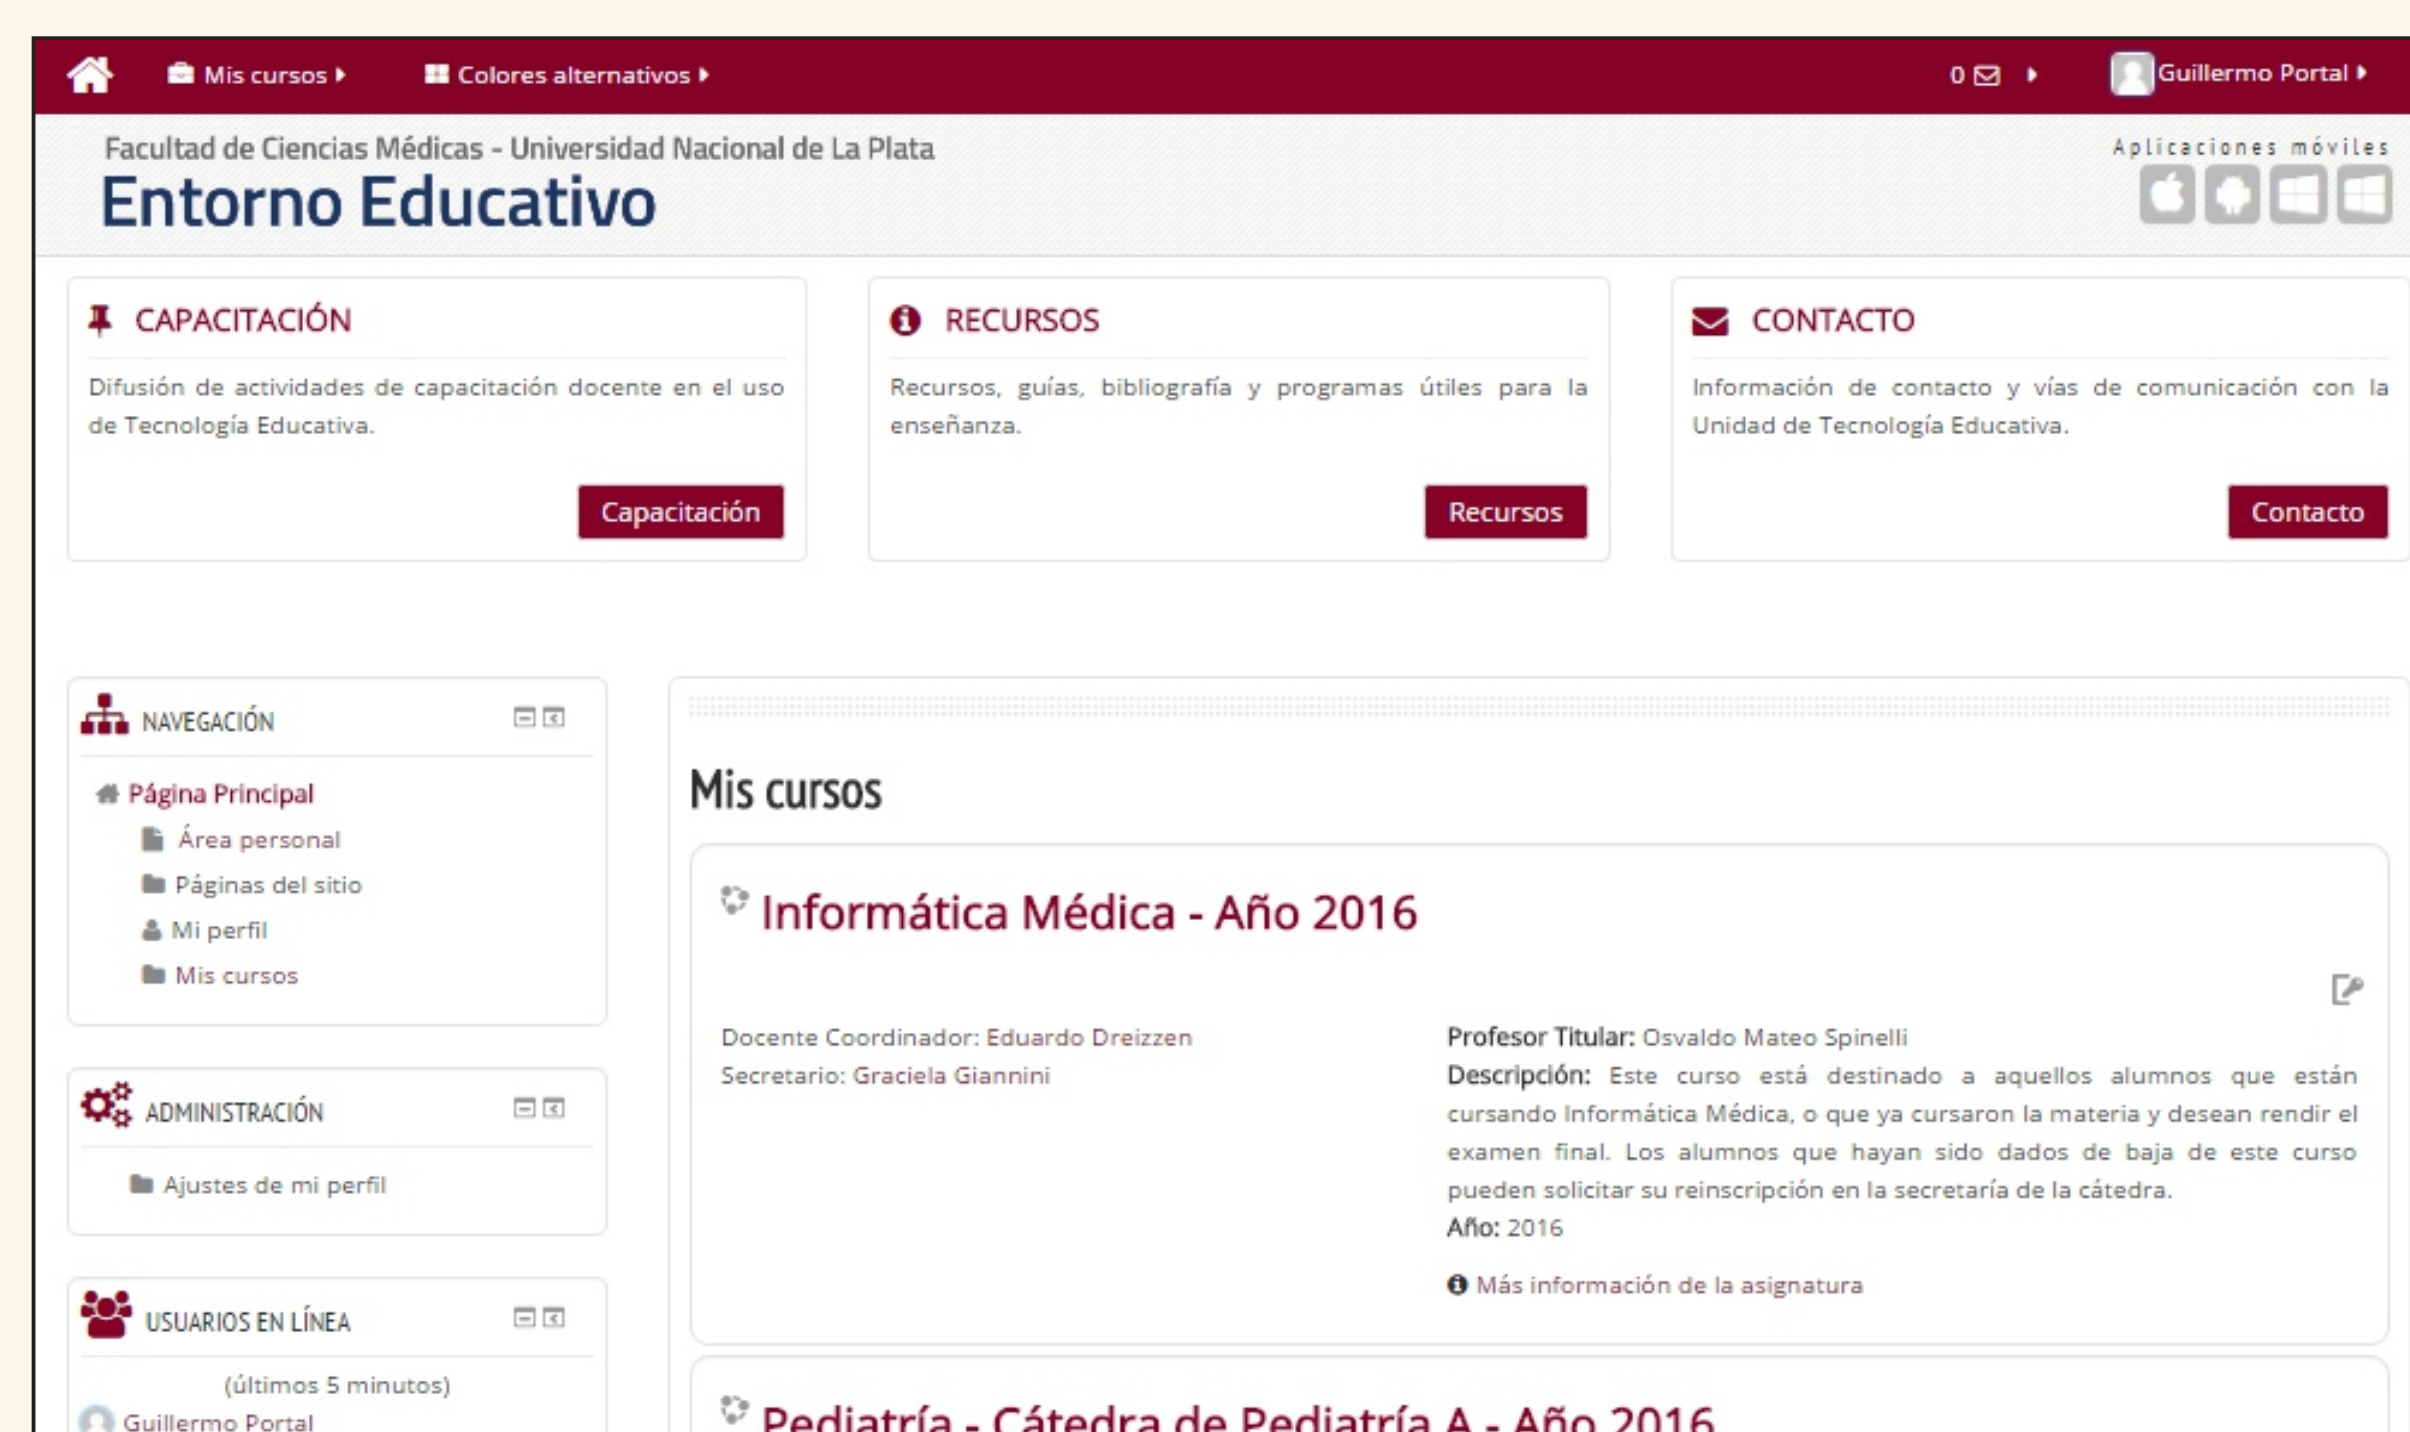 Mis cursos
Colores alternativos
0
Guillermo Portal
Facultad de Ciencias Médicas - Universidad Nacional de La Plata
Entorno Educativo
Aplicaciones móviles
CAPACITACIÓN
Difusión de actividades de capacitación docente en el uso
de Tecnología Educativa.
Capacitación
RECURSOS
Recursos, guías, bibliografía y programas útiles para la
enseñanza.
Recursos
CONTACTO
Información de contacto y vías de comunicación con la
Unidad de Tecnología Educativa.
Contacto
NAVEGACIÓN
Página Principal
Área personal
Páginas del sitio
Mi perfil
Mis cursos
ADMINISTRACIÓN
Ajustes de mi perfil
USUARIOS EN LÍNEA
(últimos 5 minutos)
Guillermo Portal
Mis cursos
Informática Médica - Año 2016
Docente Coordinador: Eduardo Dreizzen
Secretario: Graciela Giannini
Profesor Titular: Osvaldo Mateo Spinelli
Descripción: Este curso está destinado a aquellos alumnos que están
cursando Informática Médica, o que ya cursaron la materia y desean rendir el
examen final. Los alumnos que hayan sido dados de baja de este curso
pueden solicitar su reinscripción en la secretaría de la cátedra.
Año: 2016
Más información de la asignatura
Pediatría - Cátedra de Pediatría A - Año 2016